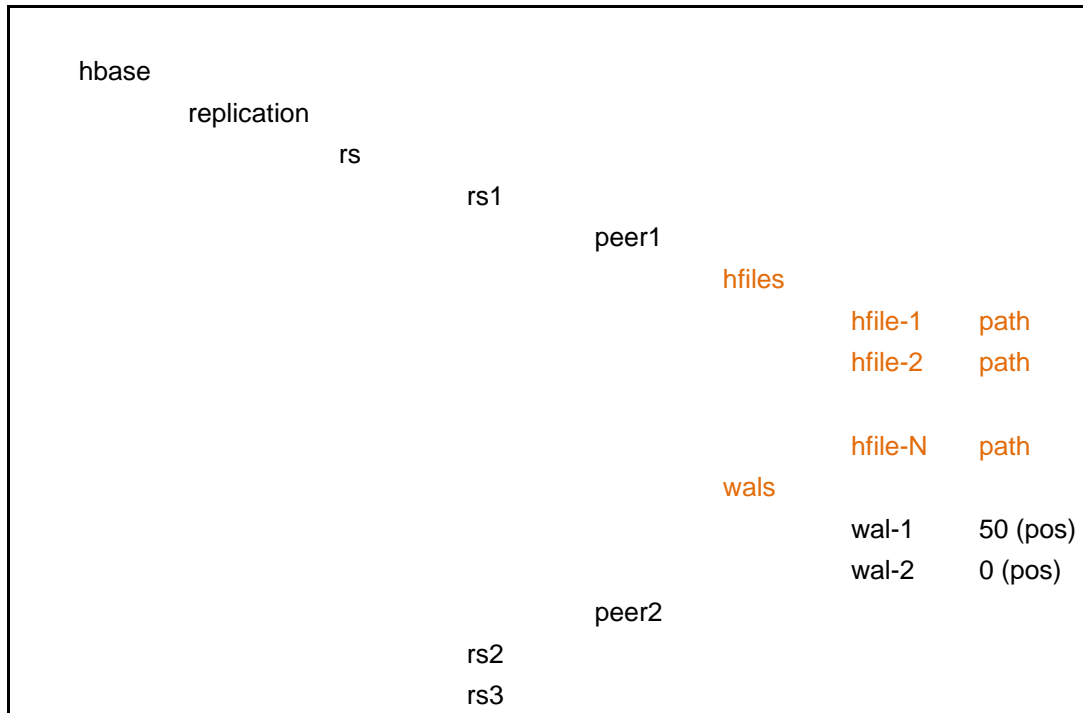 hbase
replication
rs
rs1
peer1
hfiles
hfile-1 path
hfile-2 path
hfile-N path
wals
wal-1 50 (pos)
wal-2 0 (pos)
peer2
rs2
rs3